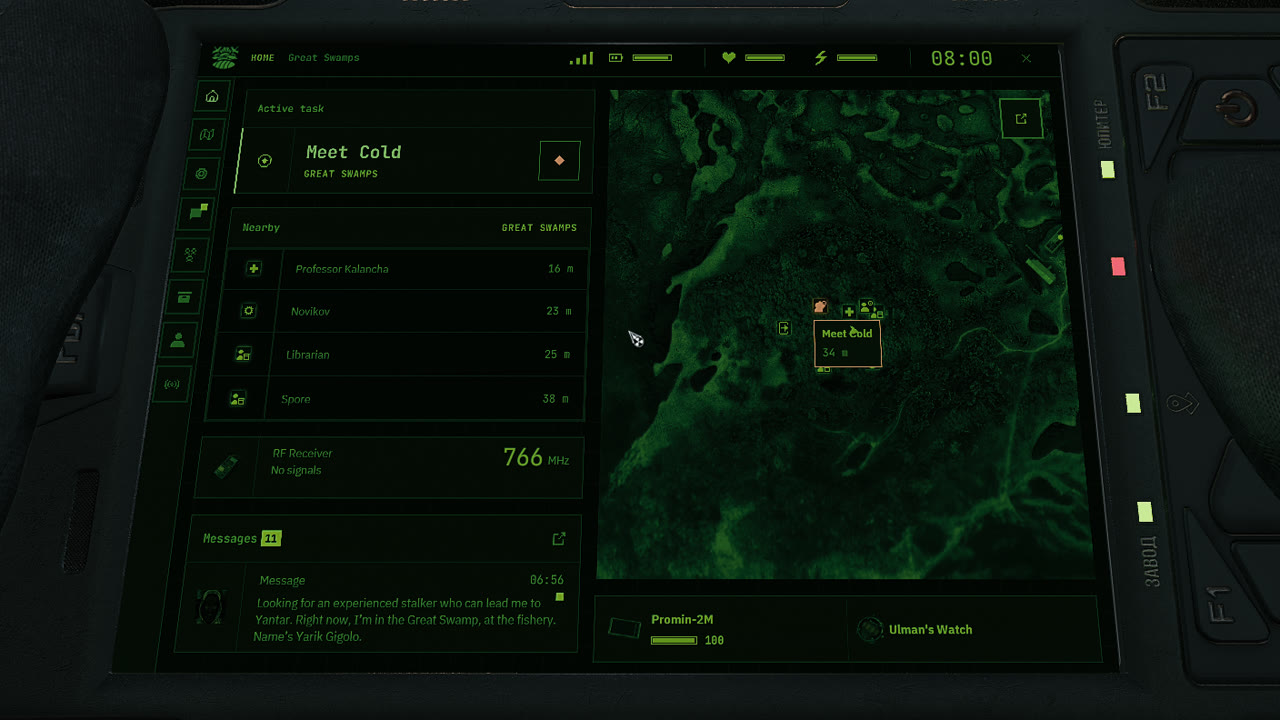 HOME Great Swamps
08:00
Active task
Meet Cold
GREAT SWAMPS
Nearby GREAT SWAMPS
Professor Kalancha 16 m
Novikov 23 m
Librarian 25 m
Spore 38 m
RF Receiver
No signals
766 MHz
Messages 11
Message 06:56
Looking for an experienced stalker who can lead me to
Yantar. Right now, I'm in the Great Swamp, at the fishery.
Name's Yarik Gigolo.
Meet Cold
34 m
Promin-2M
100
Ulman's Watch
ЮПИТЕР
ЗАВОД
F2
F1